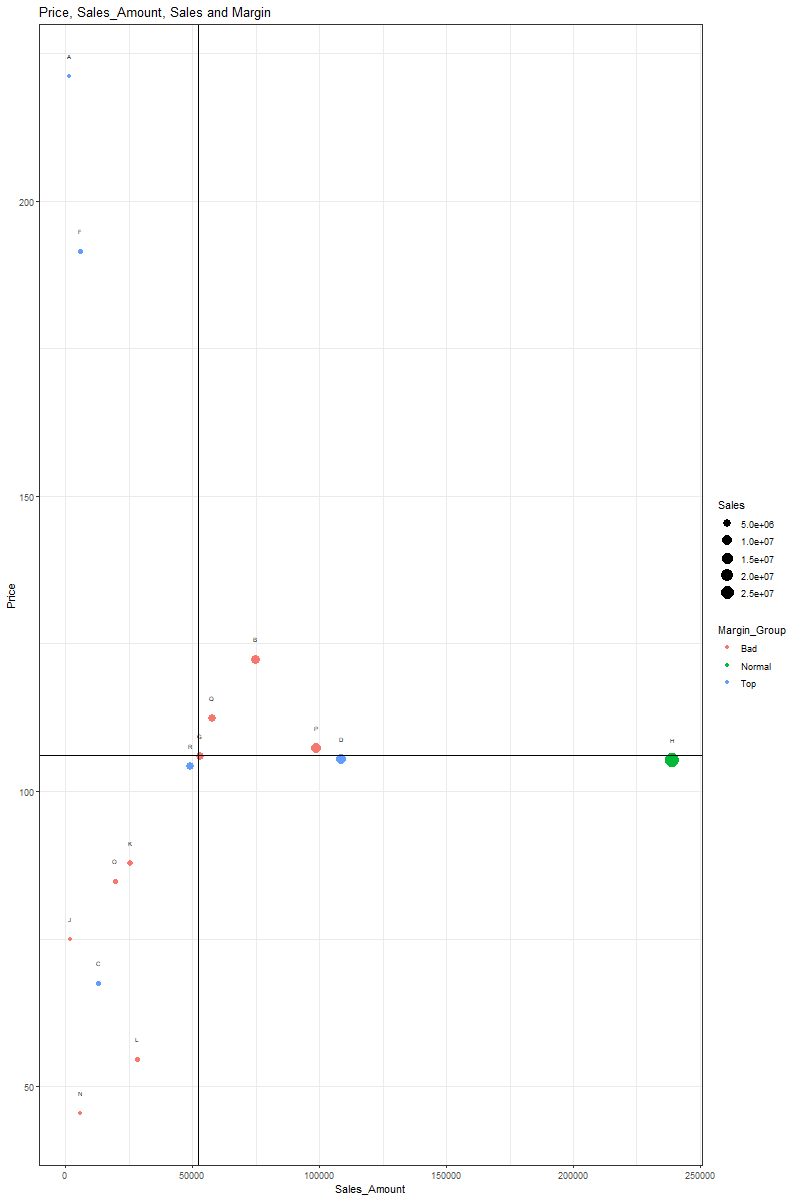 Price, Sales_Amount, Sales and Margin
A
200
F
150
Price
Sales
5.0e+06
1.0e+07
1.5e+07
2.0e+07
2.5e+07
Margin_Group
Bad
Normal
Top
B
P
D
H
G
R
100
K
J
C
L
50
N
0
50000
100000
150000
200000
250000
Sales_Amount